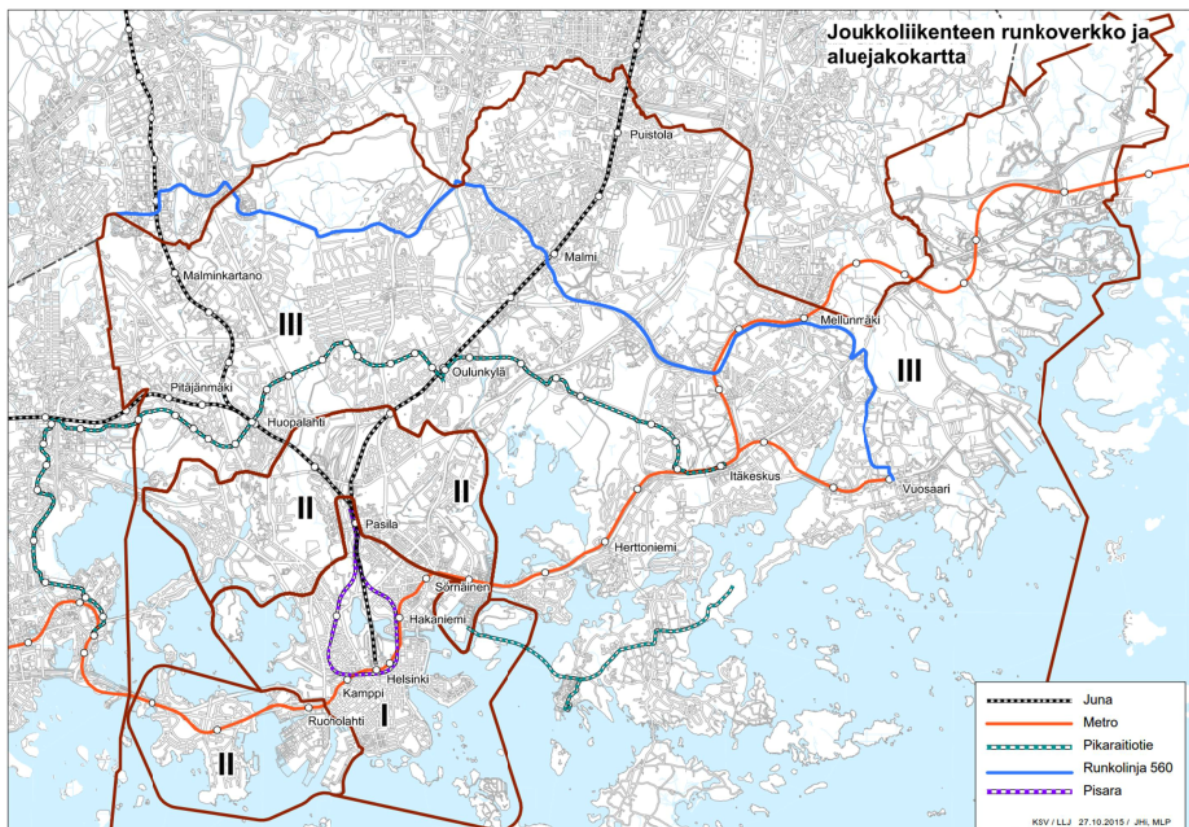 Joukkoliikenteen runkoverkko ja
aluejakokartta
Puistola
Malmi
Malminkartano
III
Mellunmäki
III
Oulunkylä
Pitäjänmäki
Huopalahti
Itäkeskus
Vuosaari
II
II
Pasila
Herttoniemi
Sörnäinen
Hakaniemi
Helsinki
Kamppi
Ruoholahti
I
II
Juna
Metro
Pikaraitiotie
Runkolinja 560
Pisara
KSV / LLJ 27.10.2015 / JHi, MLP